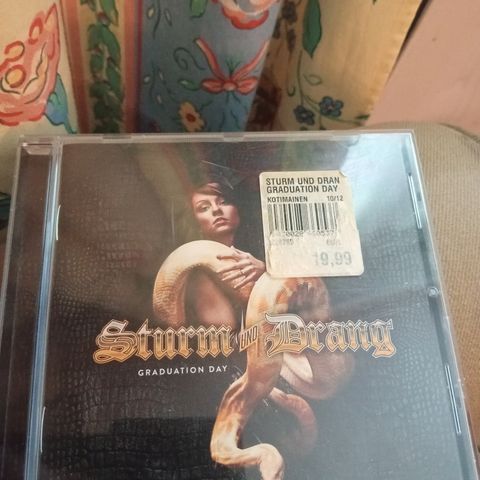 STURM UND DRAN
GRADUATION DAY
KOTIMAINEN 10/12
19,99
Sturm UND Drang
GRADUATION DAY